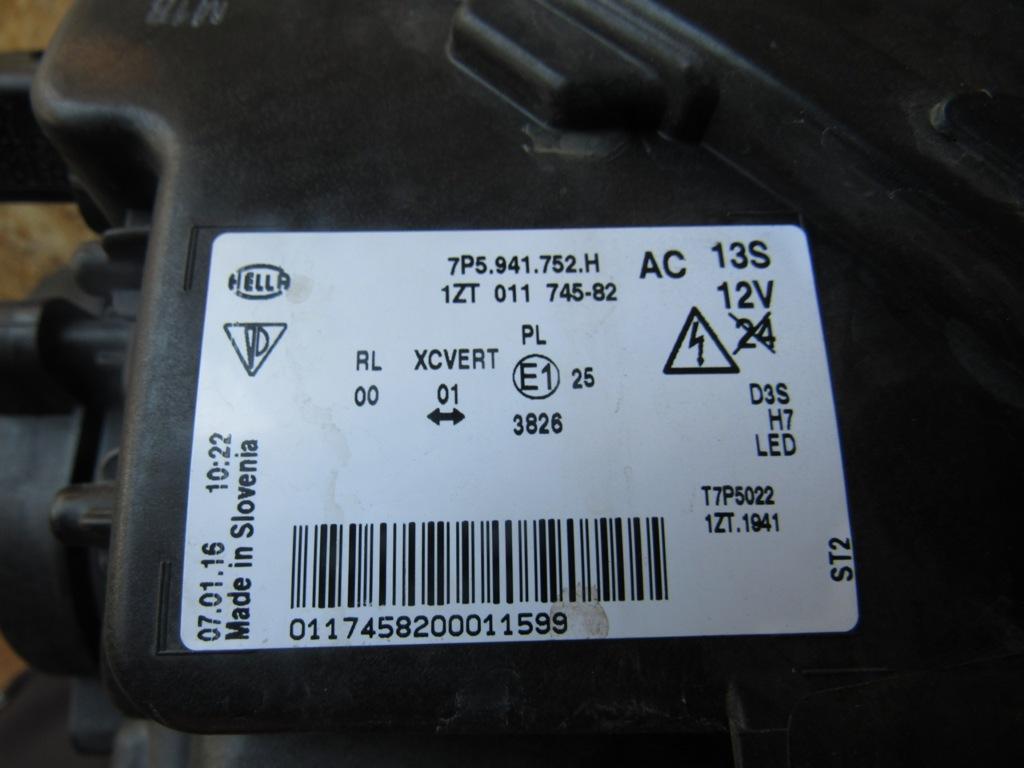 M1B
HELLA
7P5.941.752.H
1ZT 011 745-82
AC
13S
12V
24
RL
00
XCVERT
01
PL
E1
25
3826
D3S
H7
LED
T7P5022
1ZT.1941
ST2
07.01.16 10:22
Made in Slovenia
0117458200011599